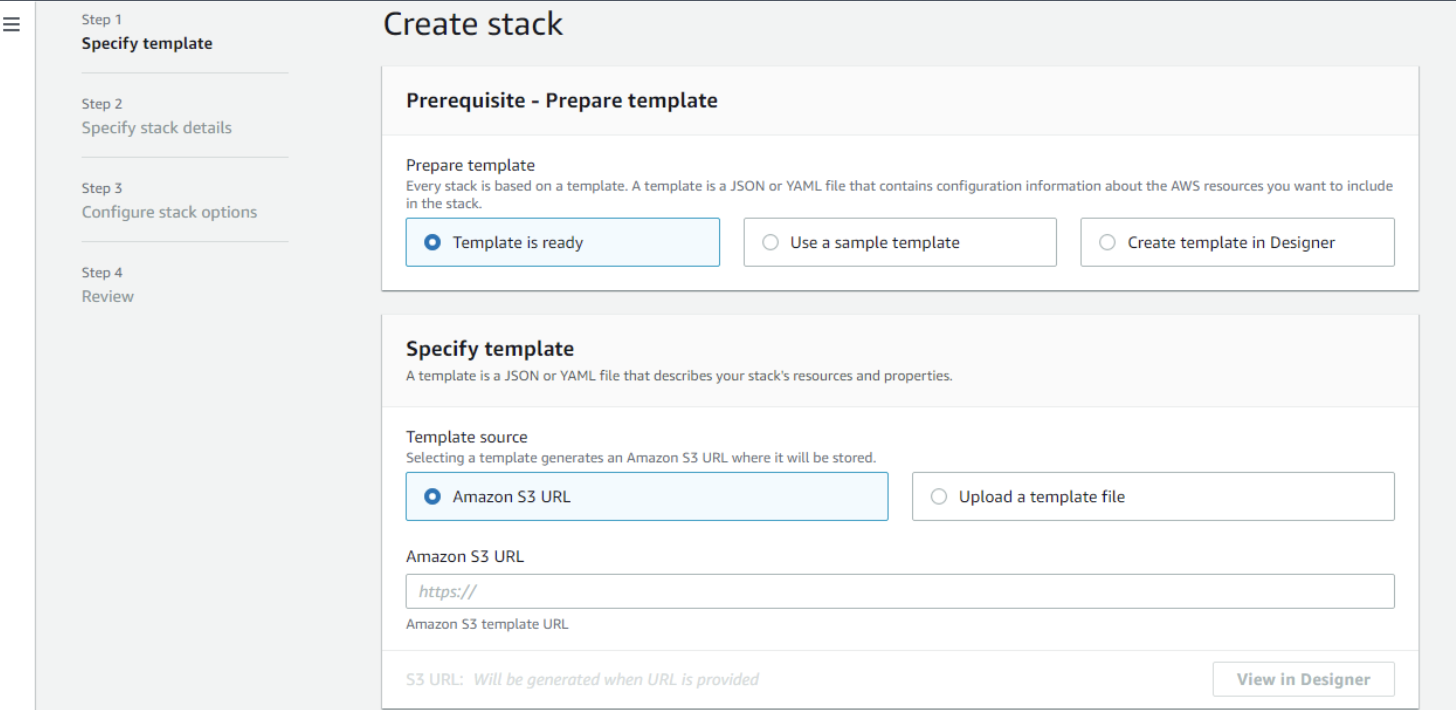 Step 1
Specify template
Step 2
Specify stack details
Step 3
Configure stack options
Step 4
Review
Create stack
Prerequisite - Prepare template
Prepare template
Every stack is based on a template. A template is a JSON or YAML file that contains configuration information about the AWS resources you want to include
in the stack.
Template is ready
Use a sample template
Create template in Designer
Specify template
A template is a JSON or YAML file that describes your stack's resources and properties.
Template source
Selecting a template generates an Amazon S3 URL where it will be stored.
Amazon S3 URL
Upload a template file
Amazon S3 URL
https://
Amazon S3 template URL
S3 URL: Will be generated when URL is provided
View in Designer